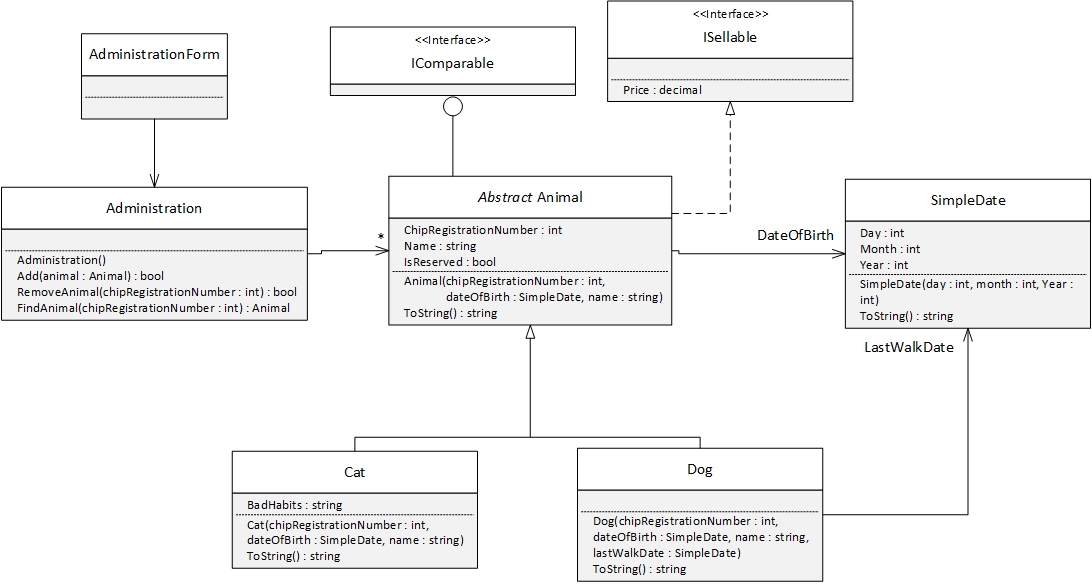 AdministrationForm
<<Interface>>
IComparable
<<Interface>>
ISellable
Price : decimal
Administration
Administration()
Add(animal : Animal) : bool
RemoveAnimal(chipRegistrationNumber : int) : bool
FindAnimal(chipRegistrationNumber : int) : Animal
*
Abstract Animal
ChipRegistrationNumber : int
Name : string
IsReserved : bool
Animal(chipRegistrationNumber : int,
dateOfBirth : SimpleDate, name : string)
ToString() : string
DateOfBirth
SimpleDate
Day : int
Month : int
Year : int
SimpleDate(day : int, month : int, Year :
int)
ToString() : string
LastWalkDate
Cat
BadHabits : string
Cat(chipRegistrationNumber : int,
dateOfBirth : SimpleDate, name : string)
ToString() : string
Dog
Dog(chipRegistrationNumber : int,
dateOfBirth : SimpleDate, name : string,
lastWalkDate : SimpleDate)
ToString() : string